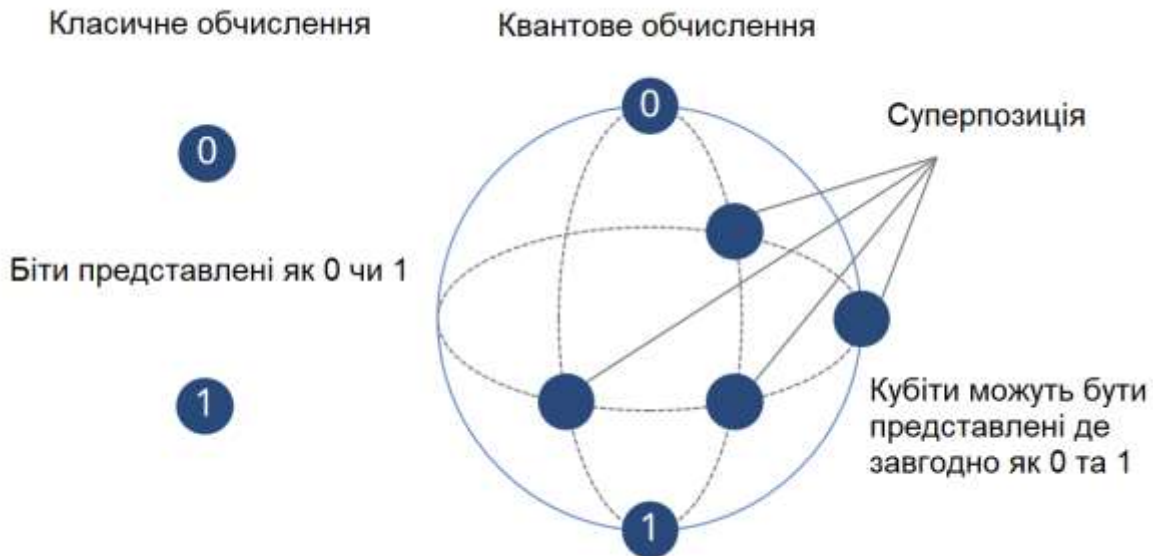 Класичне обчислення
Квантове обчислення
0
0
Суперпозиція
Біти представлені як 0 чи 1
1
Кубіти можуть бути
представлені де
завгодно як 0 та 1
1